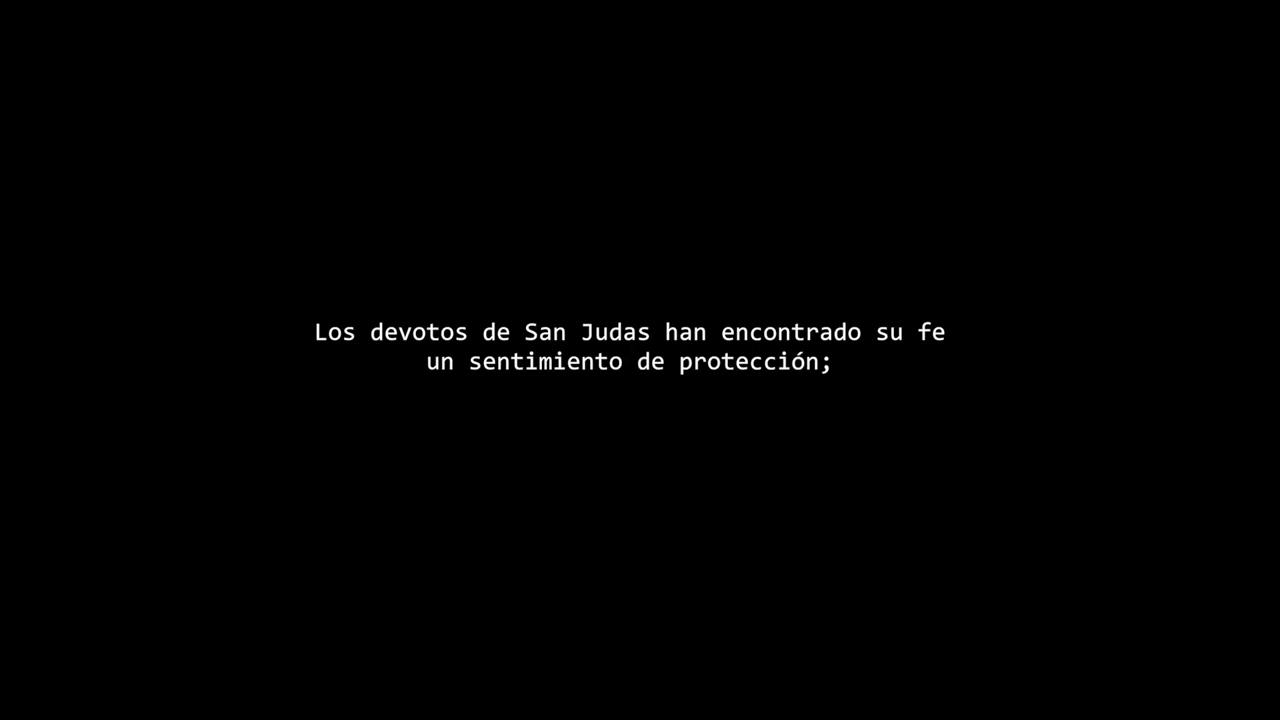 Los devotos de San Judas han encontrado su fe
un sentimiento de protección;